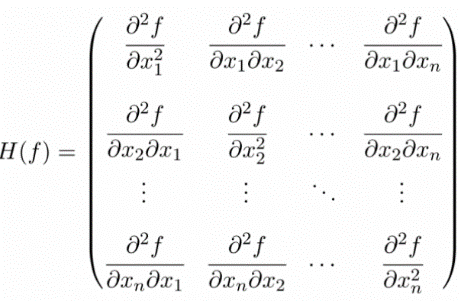 H(f) = \begin{pmatrix} \frac{\partial^2 f}{\partial x_1^2} & \frac{\partial^2 f}{\partial x_1 \partial x_2} & \cdots & \frac{\partial^2 f}{\partial x_1 \partial x_n} \\
\frac{\partial^2 f}{\partial x_2 \partial x_1} & \frac{\partial^2 f}{\partial x_2^2} & \cdots & \frac{\partial^2 f}{\partial x_2 \partial x_n} \\
\vdots & \vdots & \ddots & \vdots \\
\frac{\partial^2 f}{\partial x_n \partial x_1} & \frac{\partial^2 f}{\partial x_n \partial x_2} & \cdots & \frac{\partial^2 f}{\partial x_n^2} \end{pmatrix}